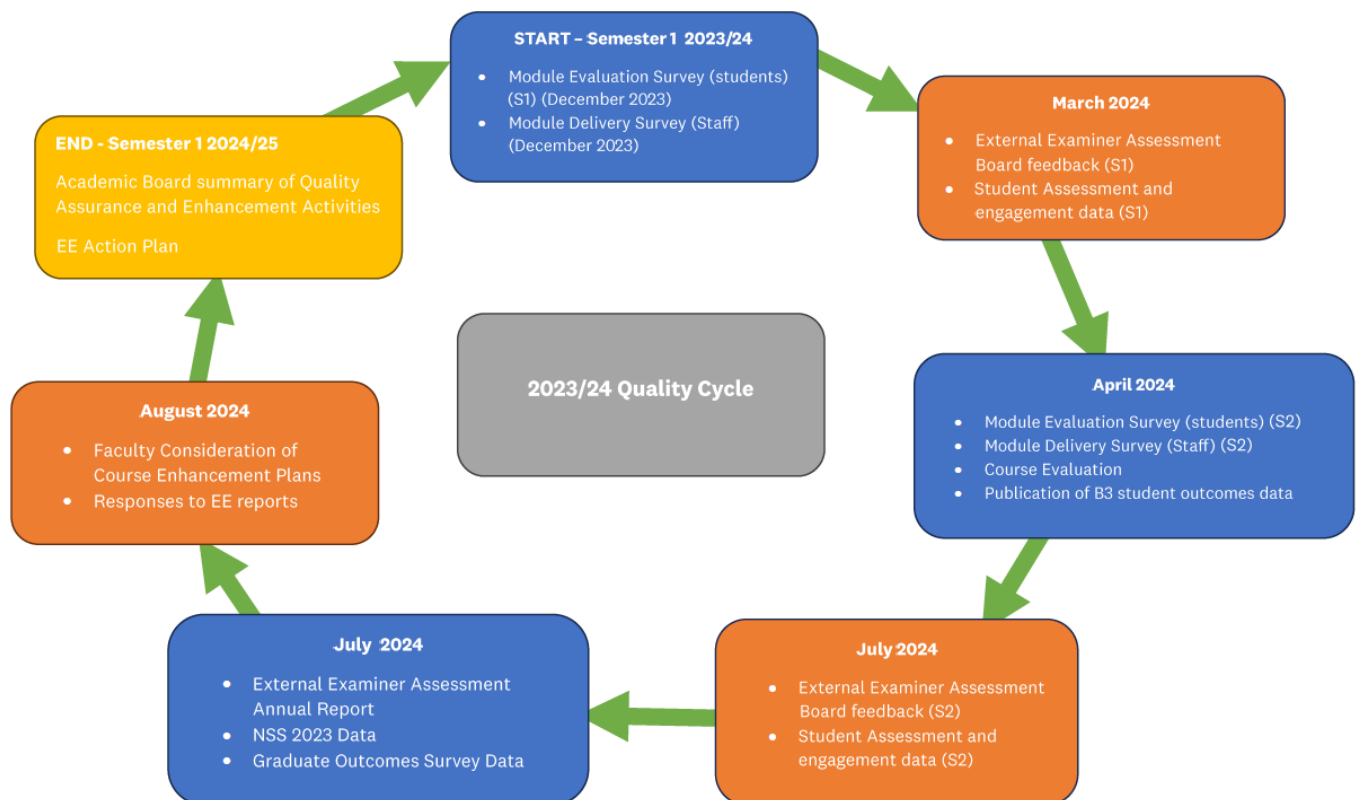 START – Semester 1 2023/24
• Module Evaluation Survey (students)
(S1) (December 2023)
• Module Delivery Survey (Staff)
(December 2023)
March 2024
• External Examiner Assessment
Board feedback (S1)
• Student Assessment and
engagement data (S1)
April 2024
• Module Evaluation Survey (students) (S2)
• Module Delivery Survey (Staff) (S2)
• Course Evaluation
• Publication of B3 student outcomes data
July 2024
• External Examiner Assessment
Board feedback (S2)
• Student Assessment and
engagement data (S2)
July 2024
• External Examiner Assessment
Annual Report
• NSS 2023 Data
• Graduate Outcomes Survey Data
August 2024
• Faculty Consideration of
Course Enhancement Plans
• Responses to EE reports
END - Semester 1 2024/25
Academic Board summary of Quality
Assurance and Enhancement Activities
EE Action Plan
2023/24 Quality Cycle